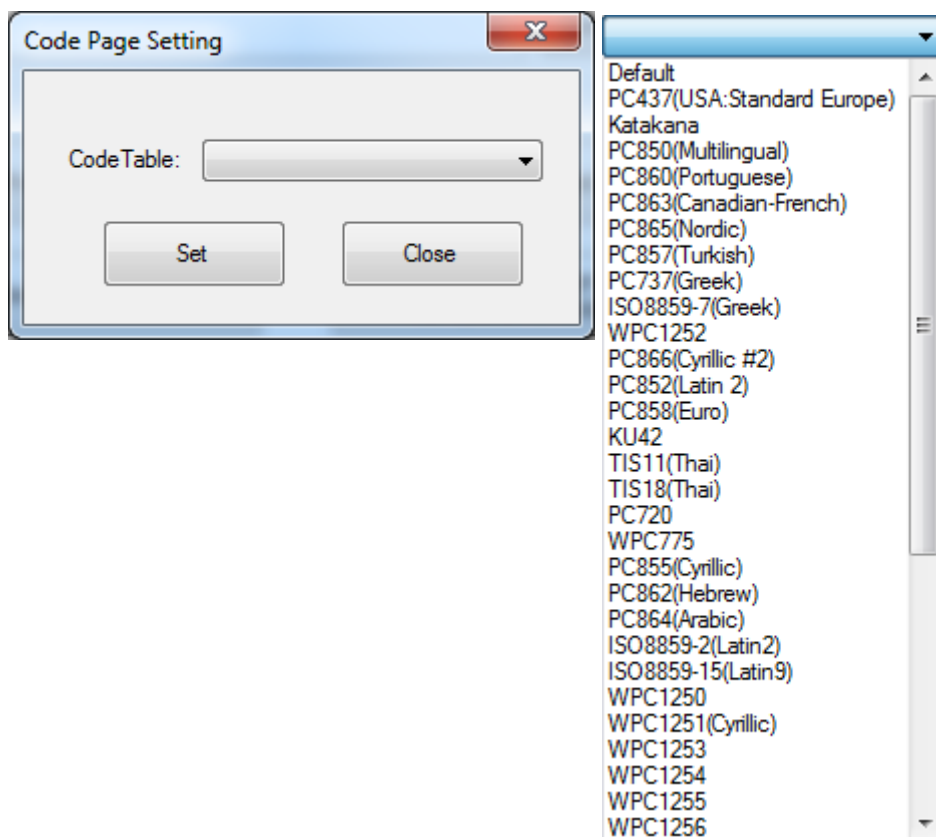 Code Page Setting
CodeTable:
Set Close
Default
PC437(USA:Standard Europe)
Katakana
PC850(Multilingual)
PC860(Portuguese)
PC863(Canadian-French)
PC865(Nordic)
PC857(Turkish)
PC737(Greek)
ISO8859-7(Greek)
WPC1252
PC866(Cyrillic #2)
PC852(Latin 2)
PC858(Euro)
KU42
TIS11(Thai)
TIS18(Thai)
PC720
WPC775
PC855(Cyrillic)
PC862(Hebrew)
PC864(Arabic)
ISO8859-2(Latin2)
ISO8859-15(Latin9)
WPC1250
WPC1251(Cyrillic)
WPC1253
WPC1254
WPC1255
WPC1256